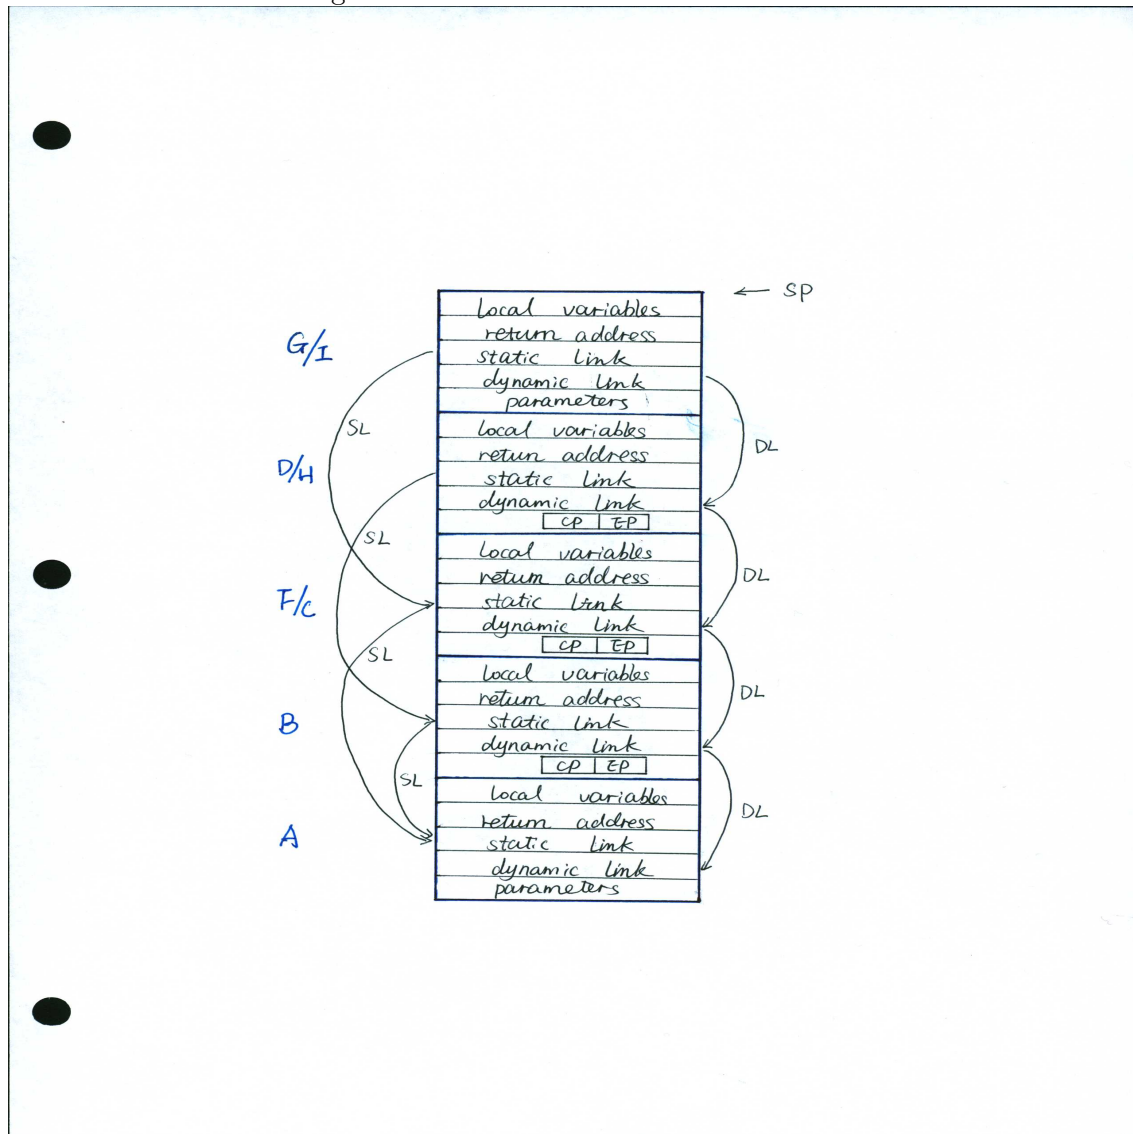 g
← SP
local variables
G/I
return address
static link
dynamic link
parameters
SL
local variables
DL
D/H
retun address
static link
dynamic link
CP EP
SL
local variables
F/C
return address
DL
static link
dynamic link
CP EP
SL
local variables
return address
DL
B
static link
dynamic link
CP EP
SL
local variables
return address
DL
A
static link
dynamic link
parameters